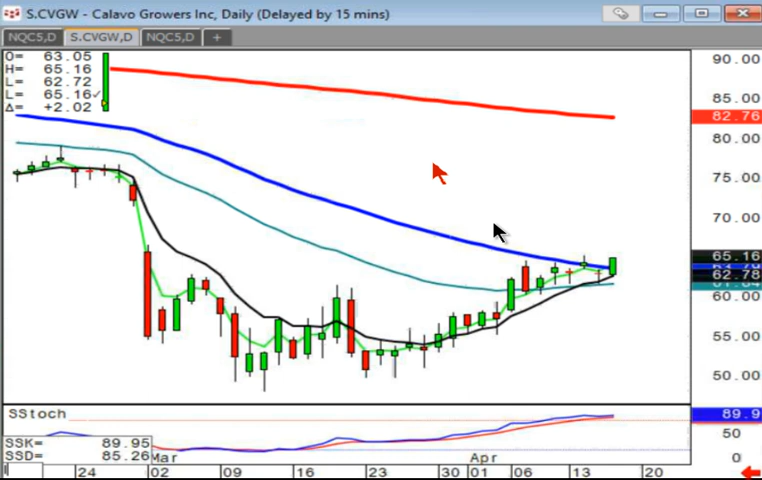 S.CVGW - Calavo Growers Inc, Daily (Delayed by 15 mins)
NQC5,D S.CVGW,D NQC5,D +
O= 63.05
H= 65.16
L= 62.72
L= 65.16✓
Δ= +2.02
90.00
85.00
82.76
80.00
75.00
70.00
65.16
62.78
60.00
55.00
50.00
SStoch
89.9
50
0
SSK= 89.95
SSD= 85.26
Mar Apr
24 02 09 16 23 30 01 06 13 20